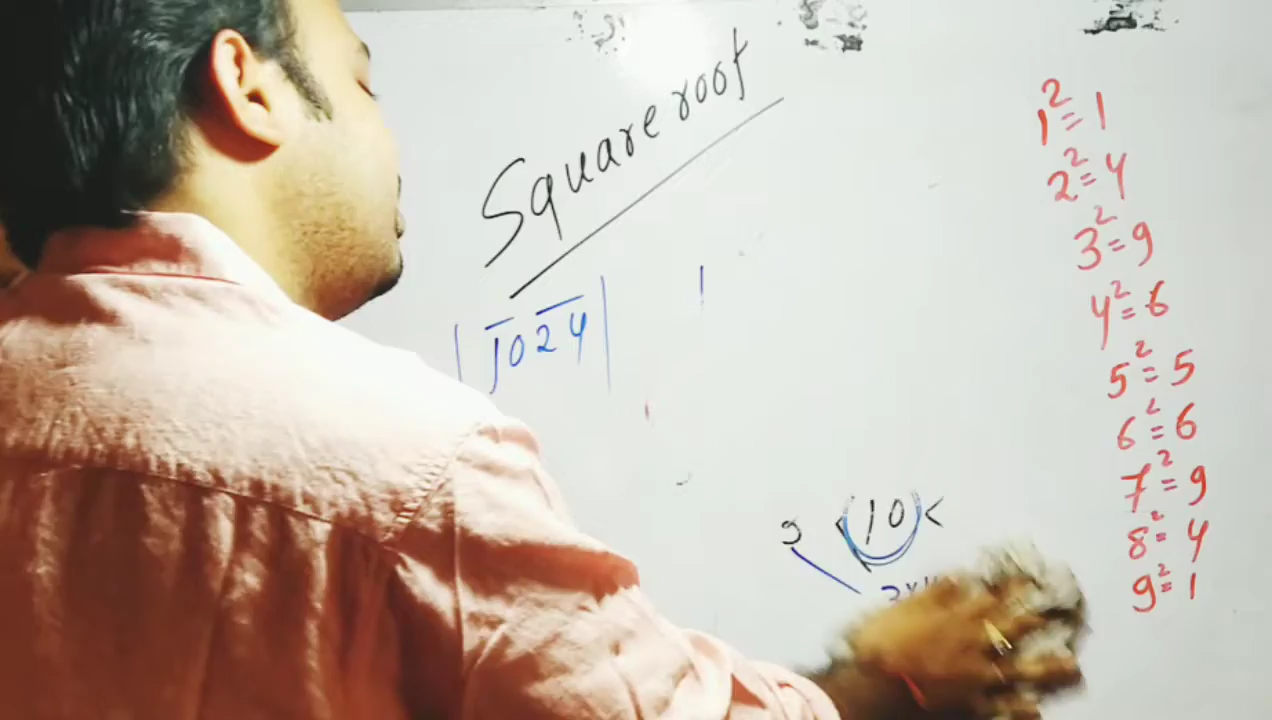 Square root
1024
9 < 10 <
1² = 1
2² = 4
3² = 9
4² = 6
5² = 5
6² = 6
7² = 9
8² = 4
9² = 1